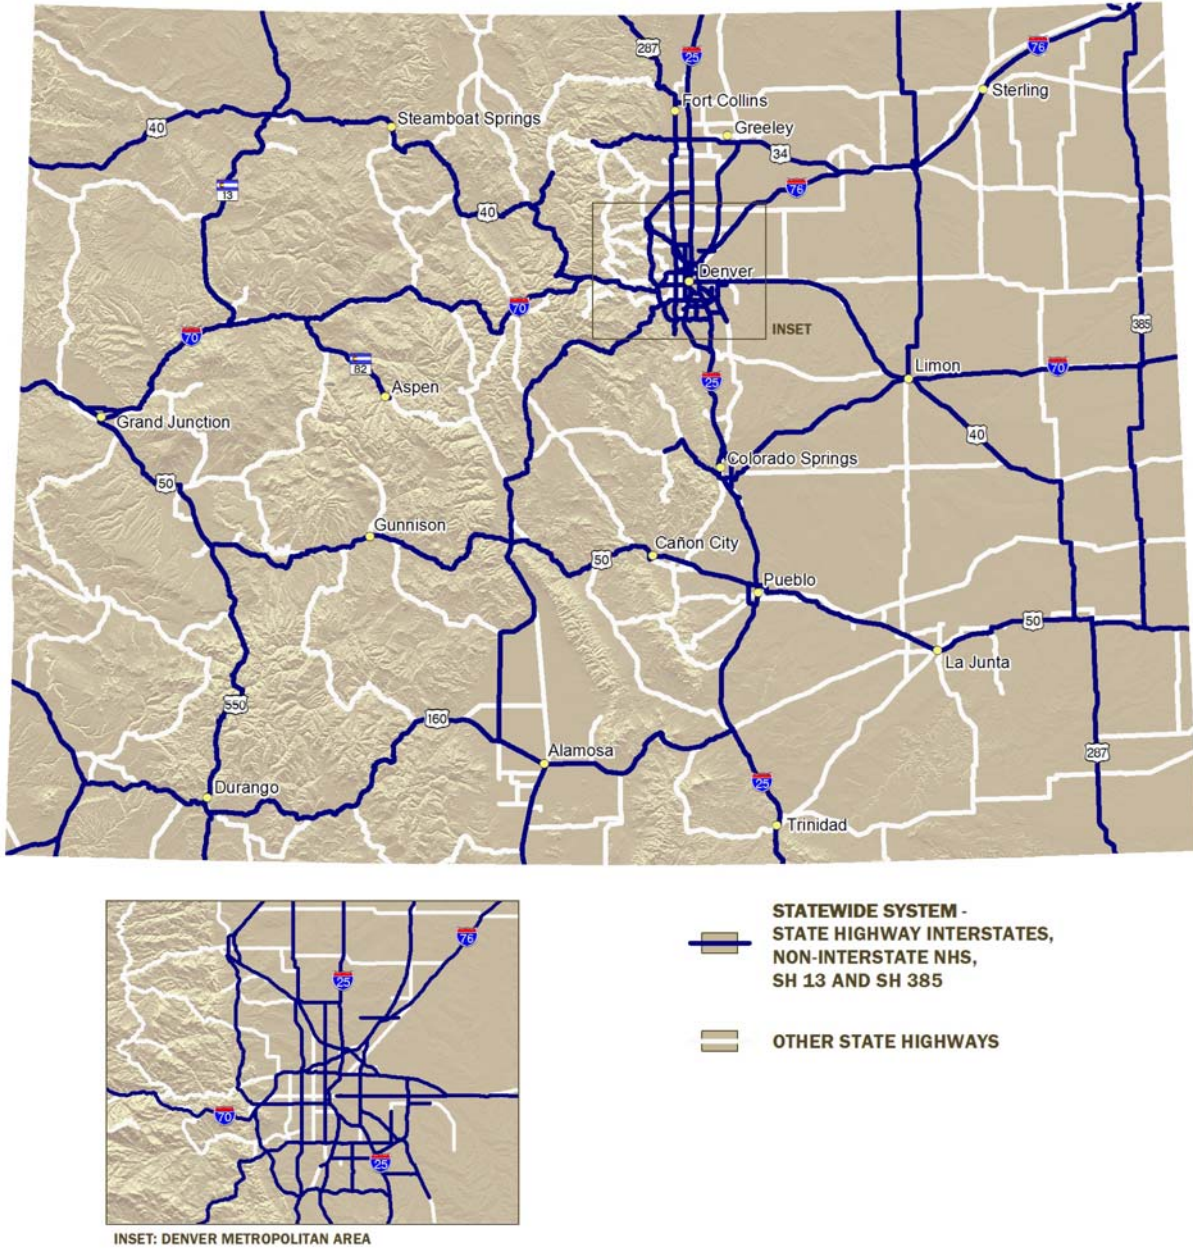 287
25
76
Fort Collins
Sterling
40
Steamboat Springs
Greeley
34
13
76
40
Denver
70
INSET
385
70
82
Limon
70
25
Aspen
Grand Junction
40
Colorado Springs
50
Gunnison
50
Cañon City
Pueblo
50
La Junta
550
160
Alamosa
287
Durango
25
Trinidad
STATEWIDE SYSTEM -
STATE HIGHWAY INTERSTATES,
NON-INTERSTATE NHS,
SH 13 AND SH 385
OTHER STATE HIGHWAYS
76
25
70
25
INSET: DENVER METROPOLITAN AREA